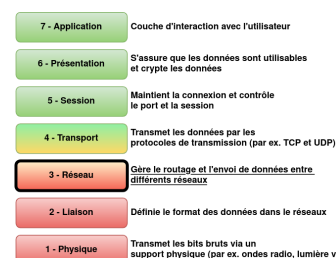 7 - Application
Couche d'interaction avec l'utilisateur
6 - Présentation
S'assure que les données sont utilisables
et crypte les données
5 - Session
Maintient la connexion et contrôle
le port et la session
4 - Transport
Transmet les données par les
protocoles de transmission (par ex. TCP et UDP)
3 - Réseau
Gère le routage et l'envoi de données entre
différents réseaux
2 - Liaison
Définie le format des données dans le réseaux
1 - Physique
Transmet les bits bruts via un
support physique (par ex. ondes radio, lumière